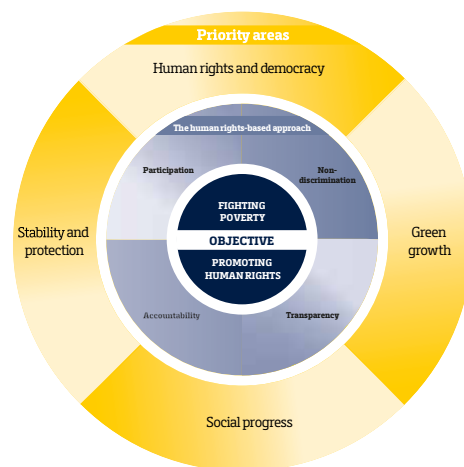 Priority areas
Human rights and democracy
The human rights-based approach
Participation
Non-
discrimination
FIGHTING
POVERTY
OBJECTIVE
PROMOTING
HUMAN RIGHTS
Stability and
protection
Green
growth
Accountability
Transparency
Social progress